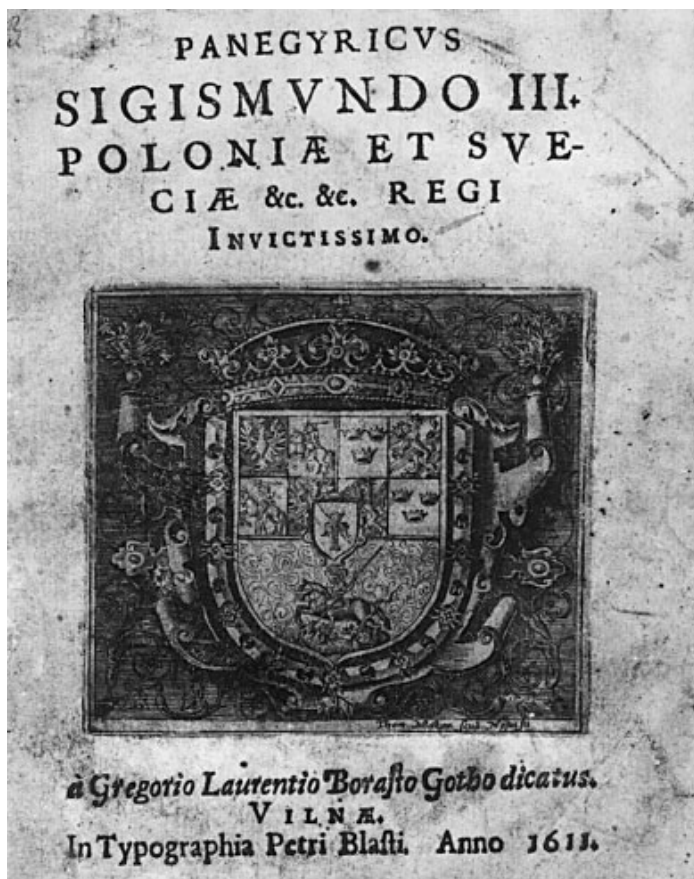 PANEGYRICVS
SIGISMVNDO III.
POLONIÆ ET SVE-
CIÆ &c. &c. REGI
INVICTISSIMO.
à Gregorio Laurentio Borasto Gotho dicatus.
VILNÆ.
In Typographia Petri Blasti. Anno 1611.